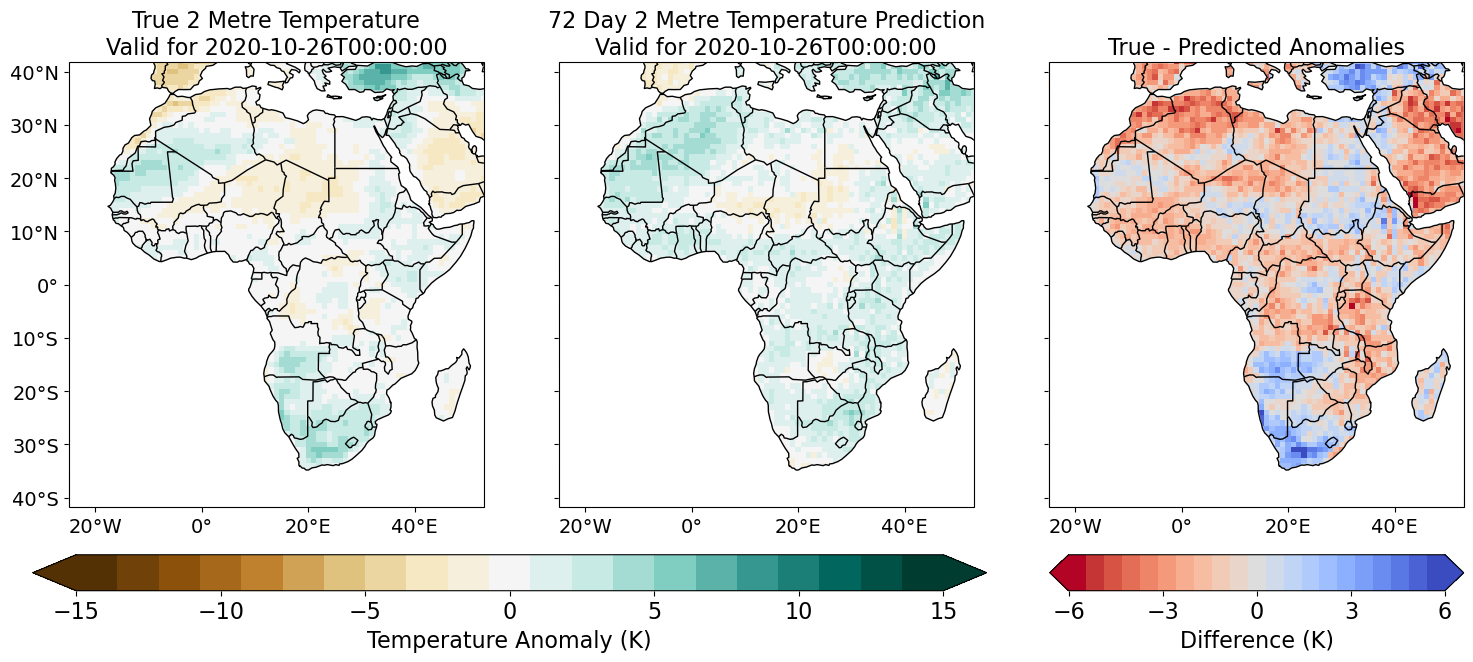 True 2 Metre Temperature
Valid for 2020-10-26T00:00:00
72 Day 2 Metre Temperature Prediction
Valid for 2020-10-26T00:00:00
True - Predicted Anomalies
40°N
30°N
20°N
10°N
0°
10°S
20°S
30°S
40°S
20°W 0° 20°E 40°E
20°W 0° 20°E 40°E
20°W 0° 20°E 40°E
−15 −10 −5 0 5 10 15
Temperature Anomaly (K)
−6 −3 0 3 6
Difference (K)